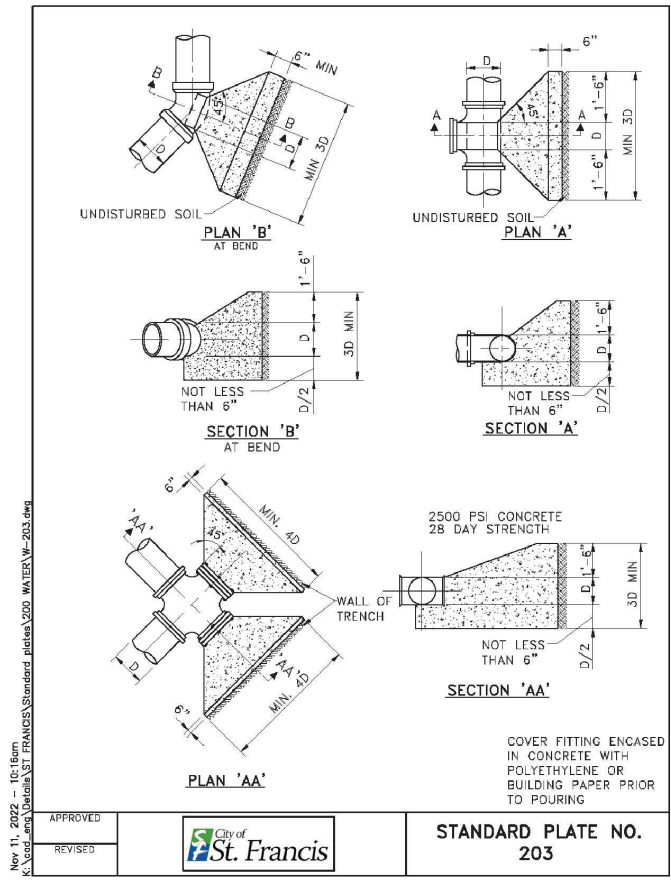 6" MIN
B
45°
B
D
D
MIN 3D
UNDISTURBED SOIL
PLAN 'B'
AT BEND
6"
D
1'-6"
45°
A
A
D
MIN 3D
1'-6"
UNDISTURBED SOIL
PLAN 'A'
1'-6"
D
3D MIN
D/2
NOT LESS
THAN 6"
SECTION 'B'
AT BEND
1'-6"
D
D/2
NOT LESS
THAN 6"
SECTION 'A'
6"
'AA'
MIN. 4D
45°
WALL OF
TRENCH
D
'AA'
MIN. 4D
6"
PLAN 'AA'
2500 PSI CONCRETE
28 DAY STRENGTH
1'-6"
D
3D MIN
D/2
NOT LESS
THAN 6"
SECTION 'AA'
COVER FITTING ENCASED
IN CONCRETE WITH
POLYETHYLENE OR
BUILDING PAPER PRIOR
TO POURING
Nov 11, 2022 – 10:16am
K:\cad_eng\Details\ST FRANCIS\Standard plates\200 WATER\W-203.dwg
APPROVED
REVISED
City of
St. Francis
STANDARD PLATE NO.
203